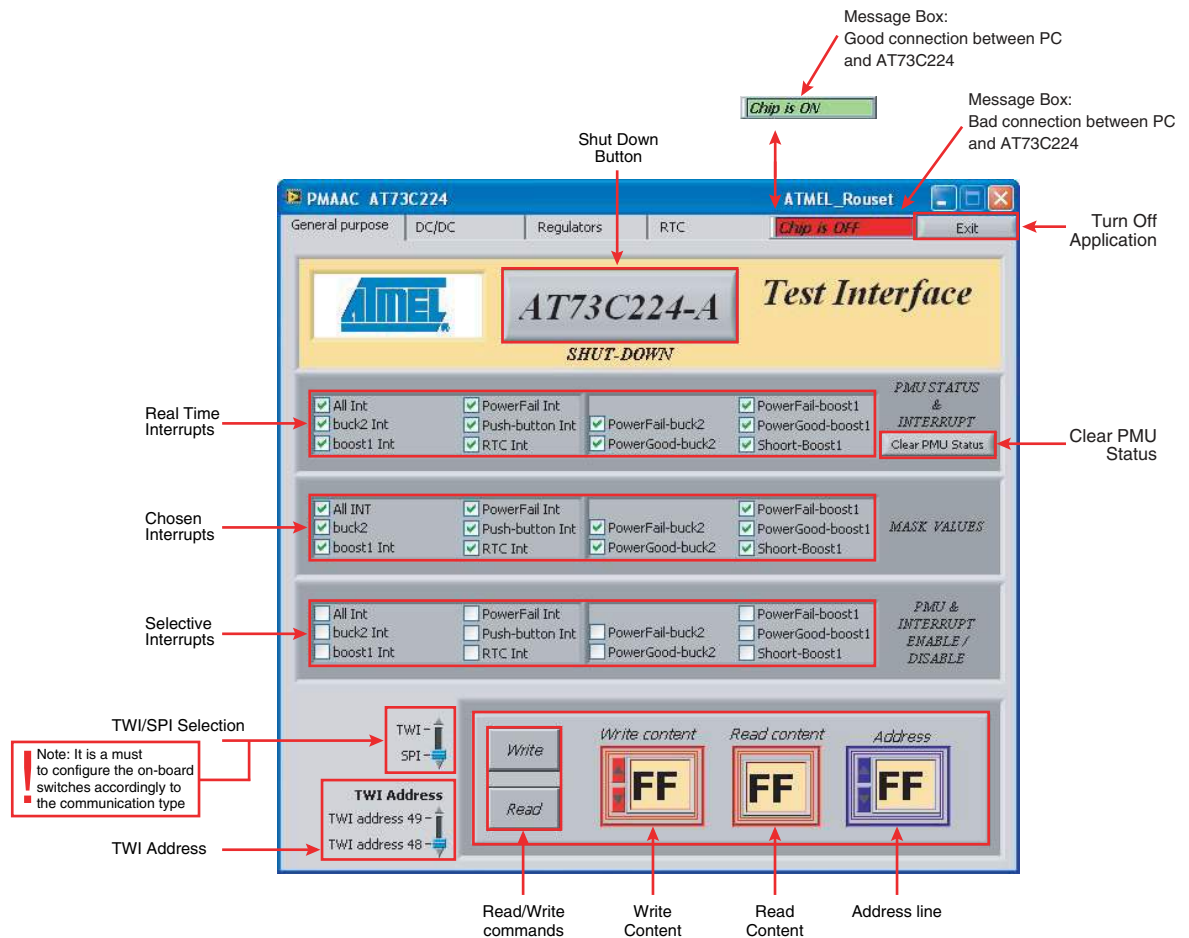 Message Box:
Good connection between PC
and AT73C224
Chip is ON
Message Box:
Bad connection between PC
and AT73C224
Shut Down
Button
PMAAC AT73C224
ATMEL_Rouset
General purpose
DC/DC
Regulators
RTC
Chip is OFF
Exit
Turn Off
Application
ATMEL
®
AT73C224-A
Test Interface
SHUT-DOWN
Real Time
Interrupts
All Int
PowerFail Int
PowerFail-boost1
buck2 Int
Push-button Int
PowerFail-buck2
PowerGood-boost1
boost1 Int
RTC Int
PowerGood-buck2
Shoort-Boost1
PMU STATUS
&
INTERRUPT
Clear PMU Status
Clear PMU
Status
Chosen
Interrupts
All INT
PowerFail Int
PowerFail-boost1
buck2
Push-button Int
PowerFail-buck2
PowerGood-boost1
boost1 Int
RTC Int
PowerGood-buck2
Shoort-Boost1
MASK VALUES
Selective
Interrupts
All Int
PowerFail Int
PowerFail-boost1
buck2 Int
Push-button Int
PowerFail-buck2
PowerGood-boost1
boost1 Int
RTC Int
PowerGood-buck2
Shoort-Boost1
PMU &
INTERRUPT
ENABLE /
DISABLE
TWI/SPI Selection
! Note: It is a must
to configure the on-board
switches accordingly to
the communication type
TWI
SPI
TWI Address
TWI Address
TWI address 49
TWI address 48
Write
Read
Write content
FF
Read content
FF
Address
FF
Read/Write
commands
Write
Content
Read
Content
Address line